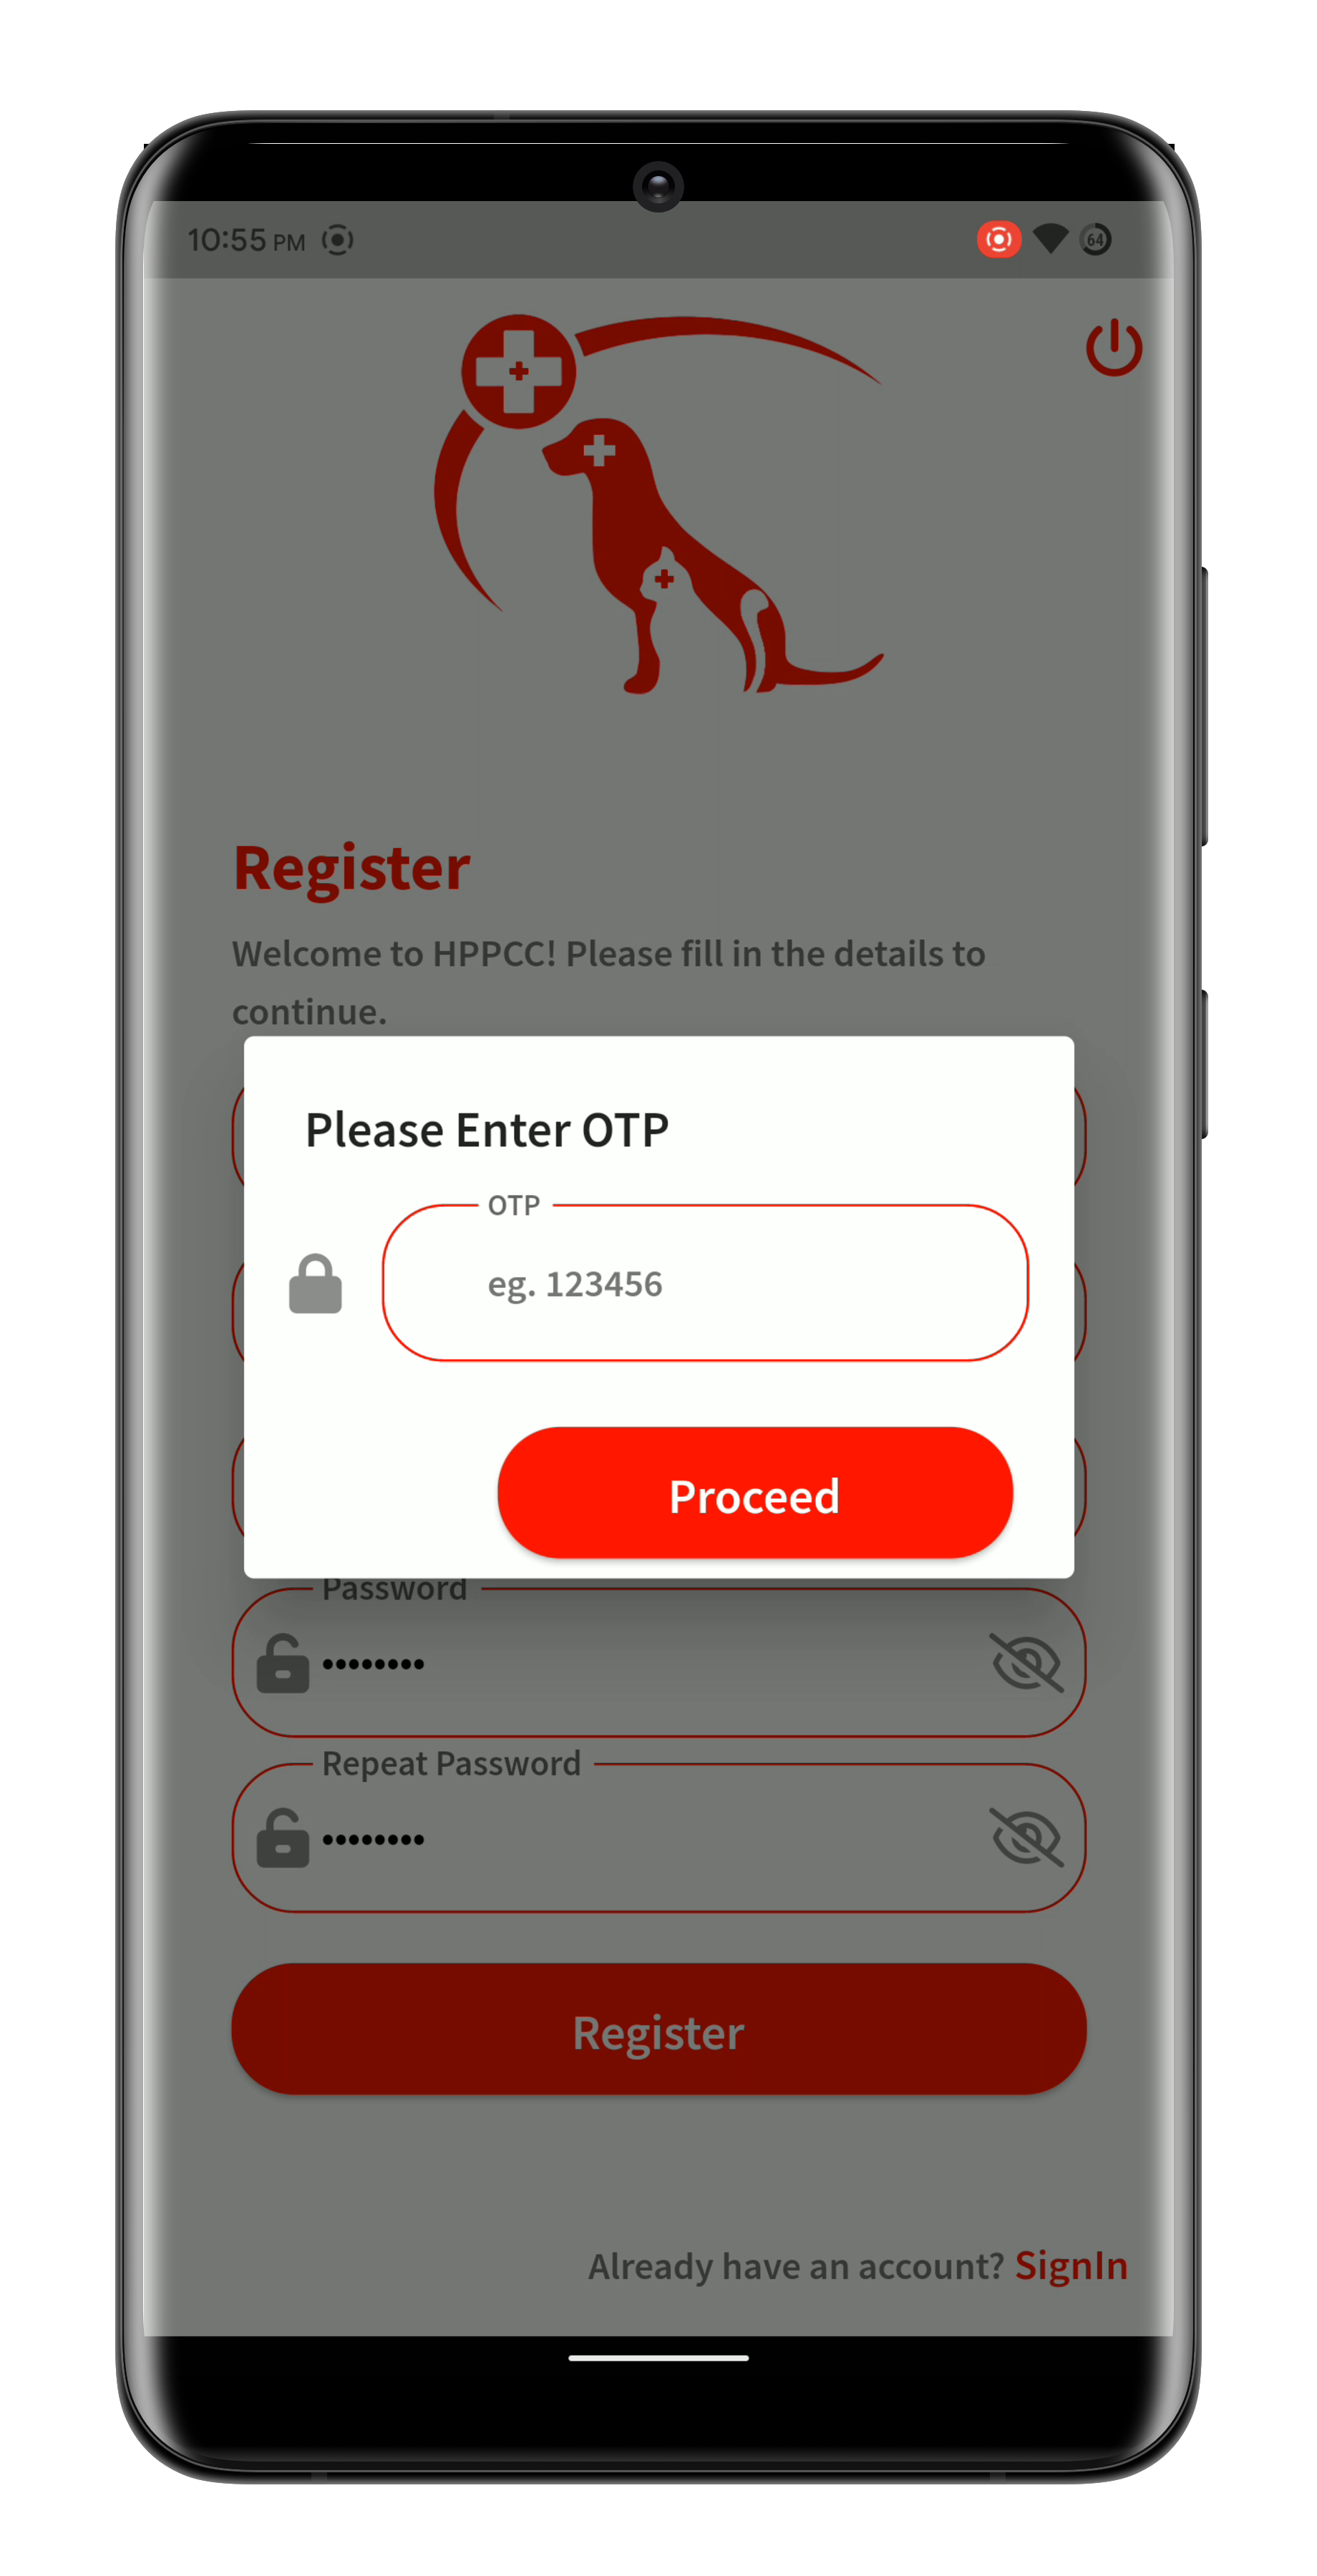 10:55 PM
64
Register
Welcome to HPPCC! Please fill in the details to
continue.
Please Enter OTP
OTP
eg. 123456
Proceed
Password
••••••••
Repeat Password
••••••••
Register
Already have an account? SignIn